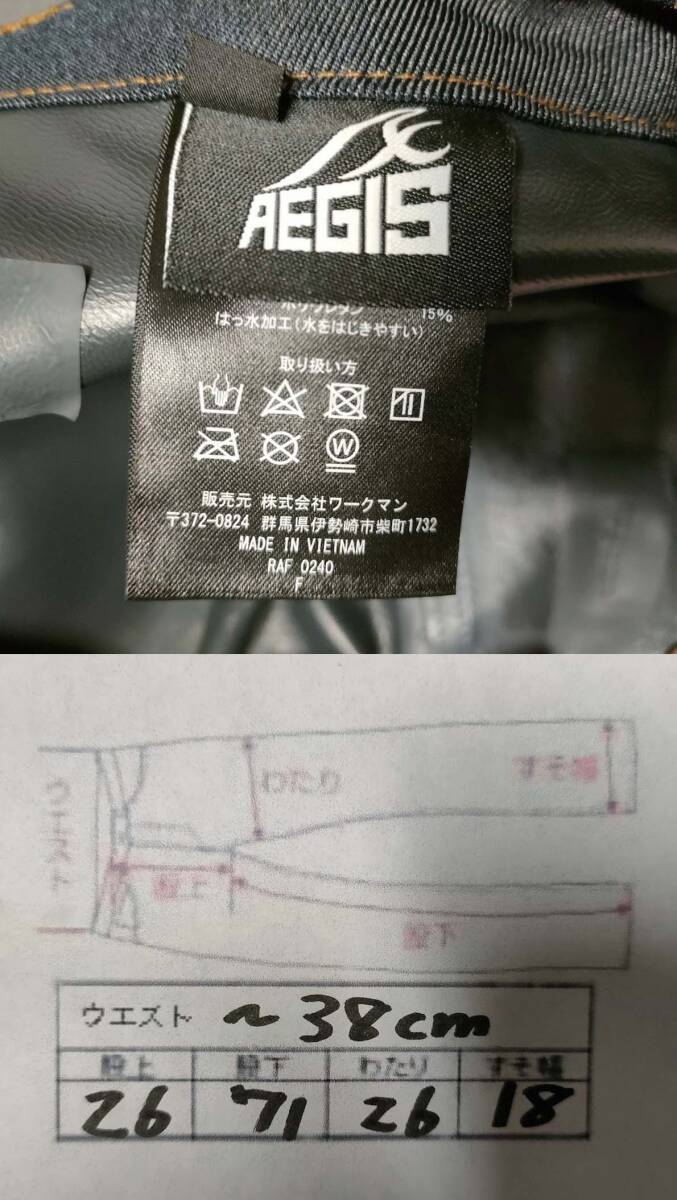 AEGIS
ポリウレタン 15%
はっ水加工(水をはじきやすい)
取り扱い方
W
販売元 株式会社ワークマン
〒372-0824 群馬県伊勢崎市柴町1732
MADE IN VIETNAM
RAF 0240
F
ウエスト
わたり
すそ幅
股上
股下
ウエスト ~38cm
股上 股下 わたり すそ幅
26 71 26 18